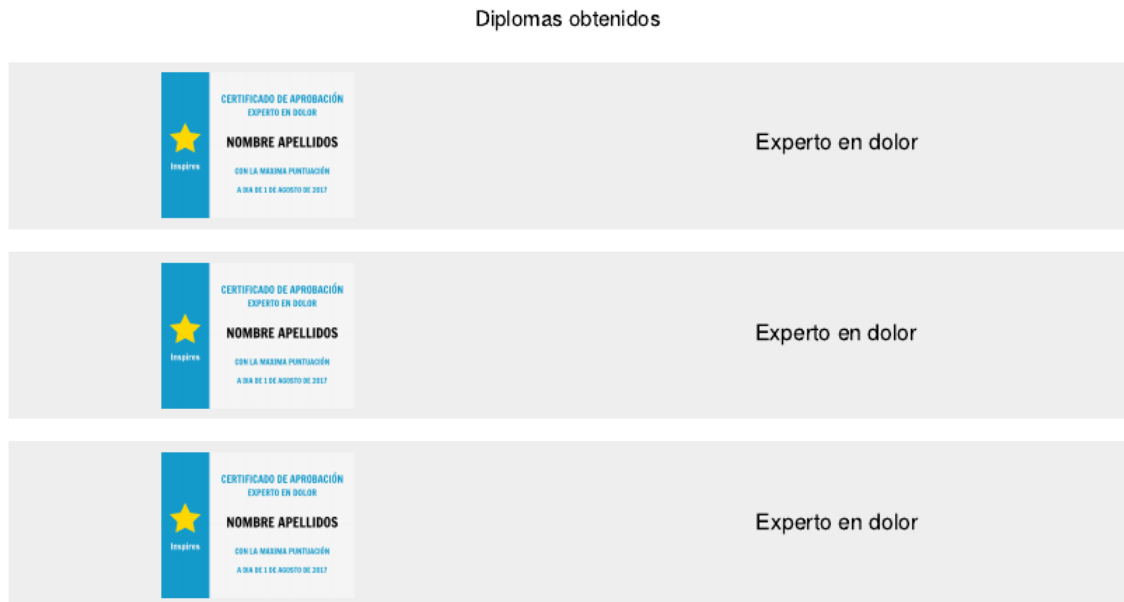 Diplomas obtenidos
CERTIFICADO DE APROBACIÓN
EXPERTO EN DOLOR
NOMBRE APELLIDOS
Inspires
CON LA MAXIMA PUNTUACIÓN
A DIA DE 1 DE AGOSTO DE 2017
Experto en dolor
CERTIFICADO DE APROBACIÓN
EXPERTO EN DOLOR
NOMBRE APELLIDOS
Inspires
CON LA MAXIMA PUNTUACIÓN
A DIA DE 1 DE AGOSTO DE 2017
Experto en dolor
CERTIFICADO DE APROBACIÓN
EXPERTO EN DOLOR
NOMBRE APELLIDOS
Inspires
CON LA MAXIMA PUNTUACIÓN
A DIA DE 1 DE AGOSTO DE 2017
Experto en dolor